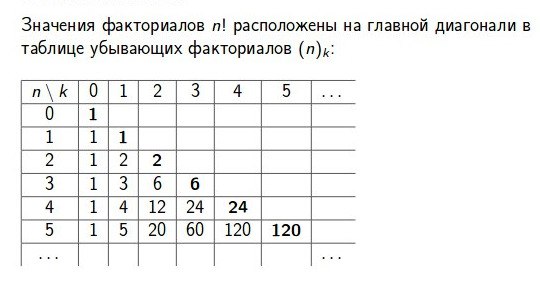 Значения факториалов n! расположены на главной диагонали в
таблице убывающих факториалов (n)ₖ:
n \ k 0 1 2 3 4 5 ...
0 1
1 1 1
2 1 2 2
3 1 3 6 6
4 1 4 12 24 24
5 1 5 20 60 120 120
... ...